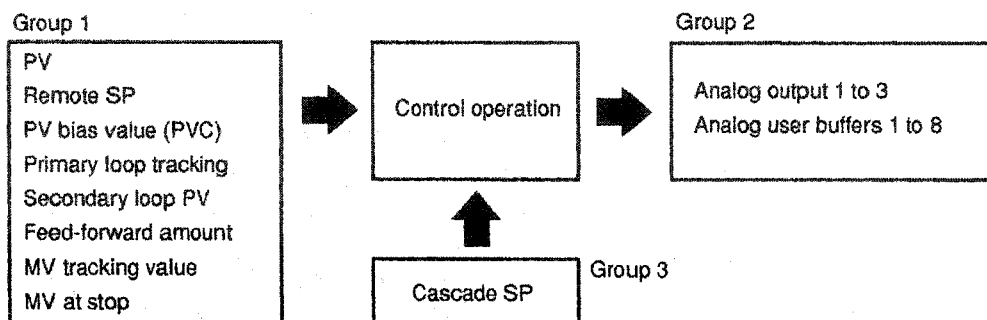 Group 1
PV
Remote SP
PV bias value (PVC)
Primary loop tracking
Secondary loop PV
Feed-forward amount
MV tracking value
MV at stop
Control operation
Group 2
Analog output 1 to 3
Analog user buffers 1 to 8
Group 3
Cascade SP